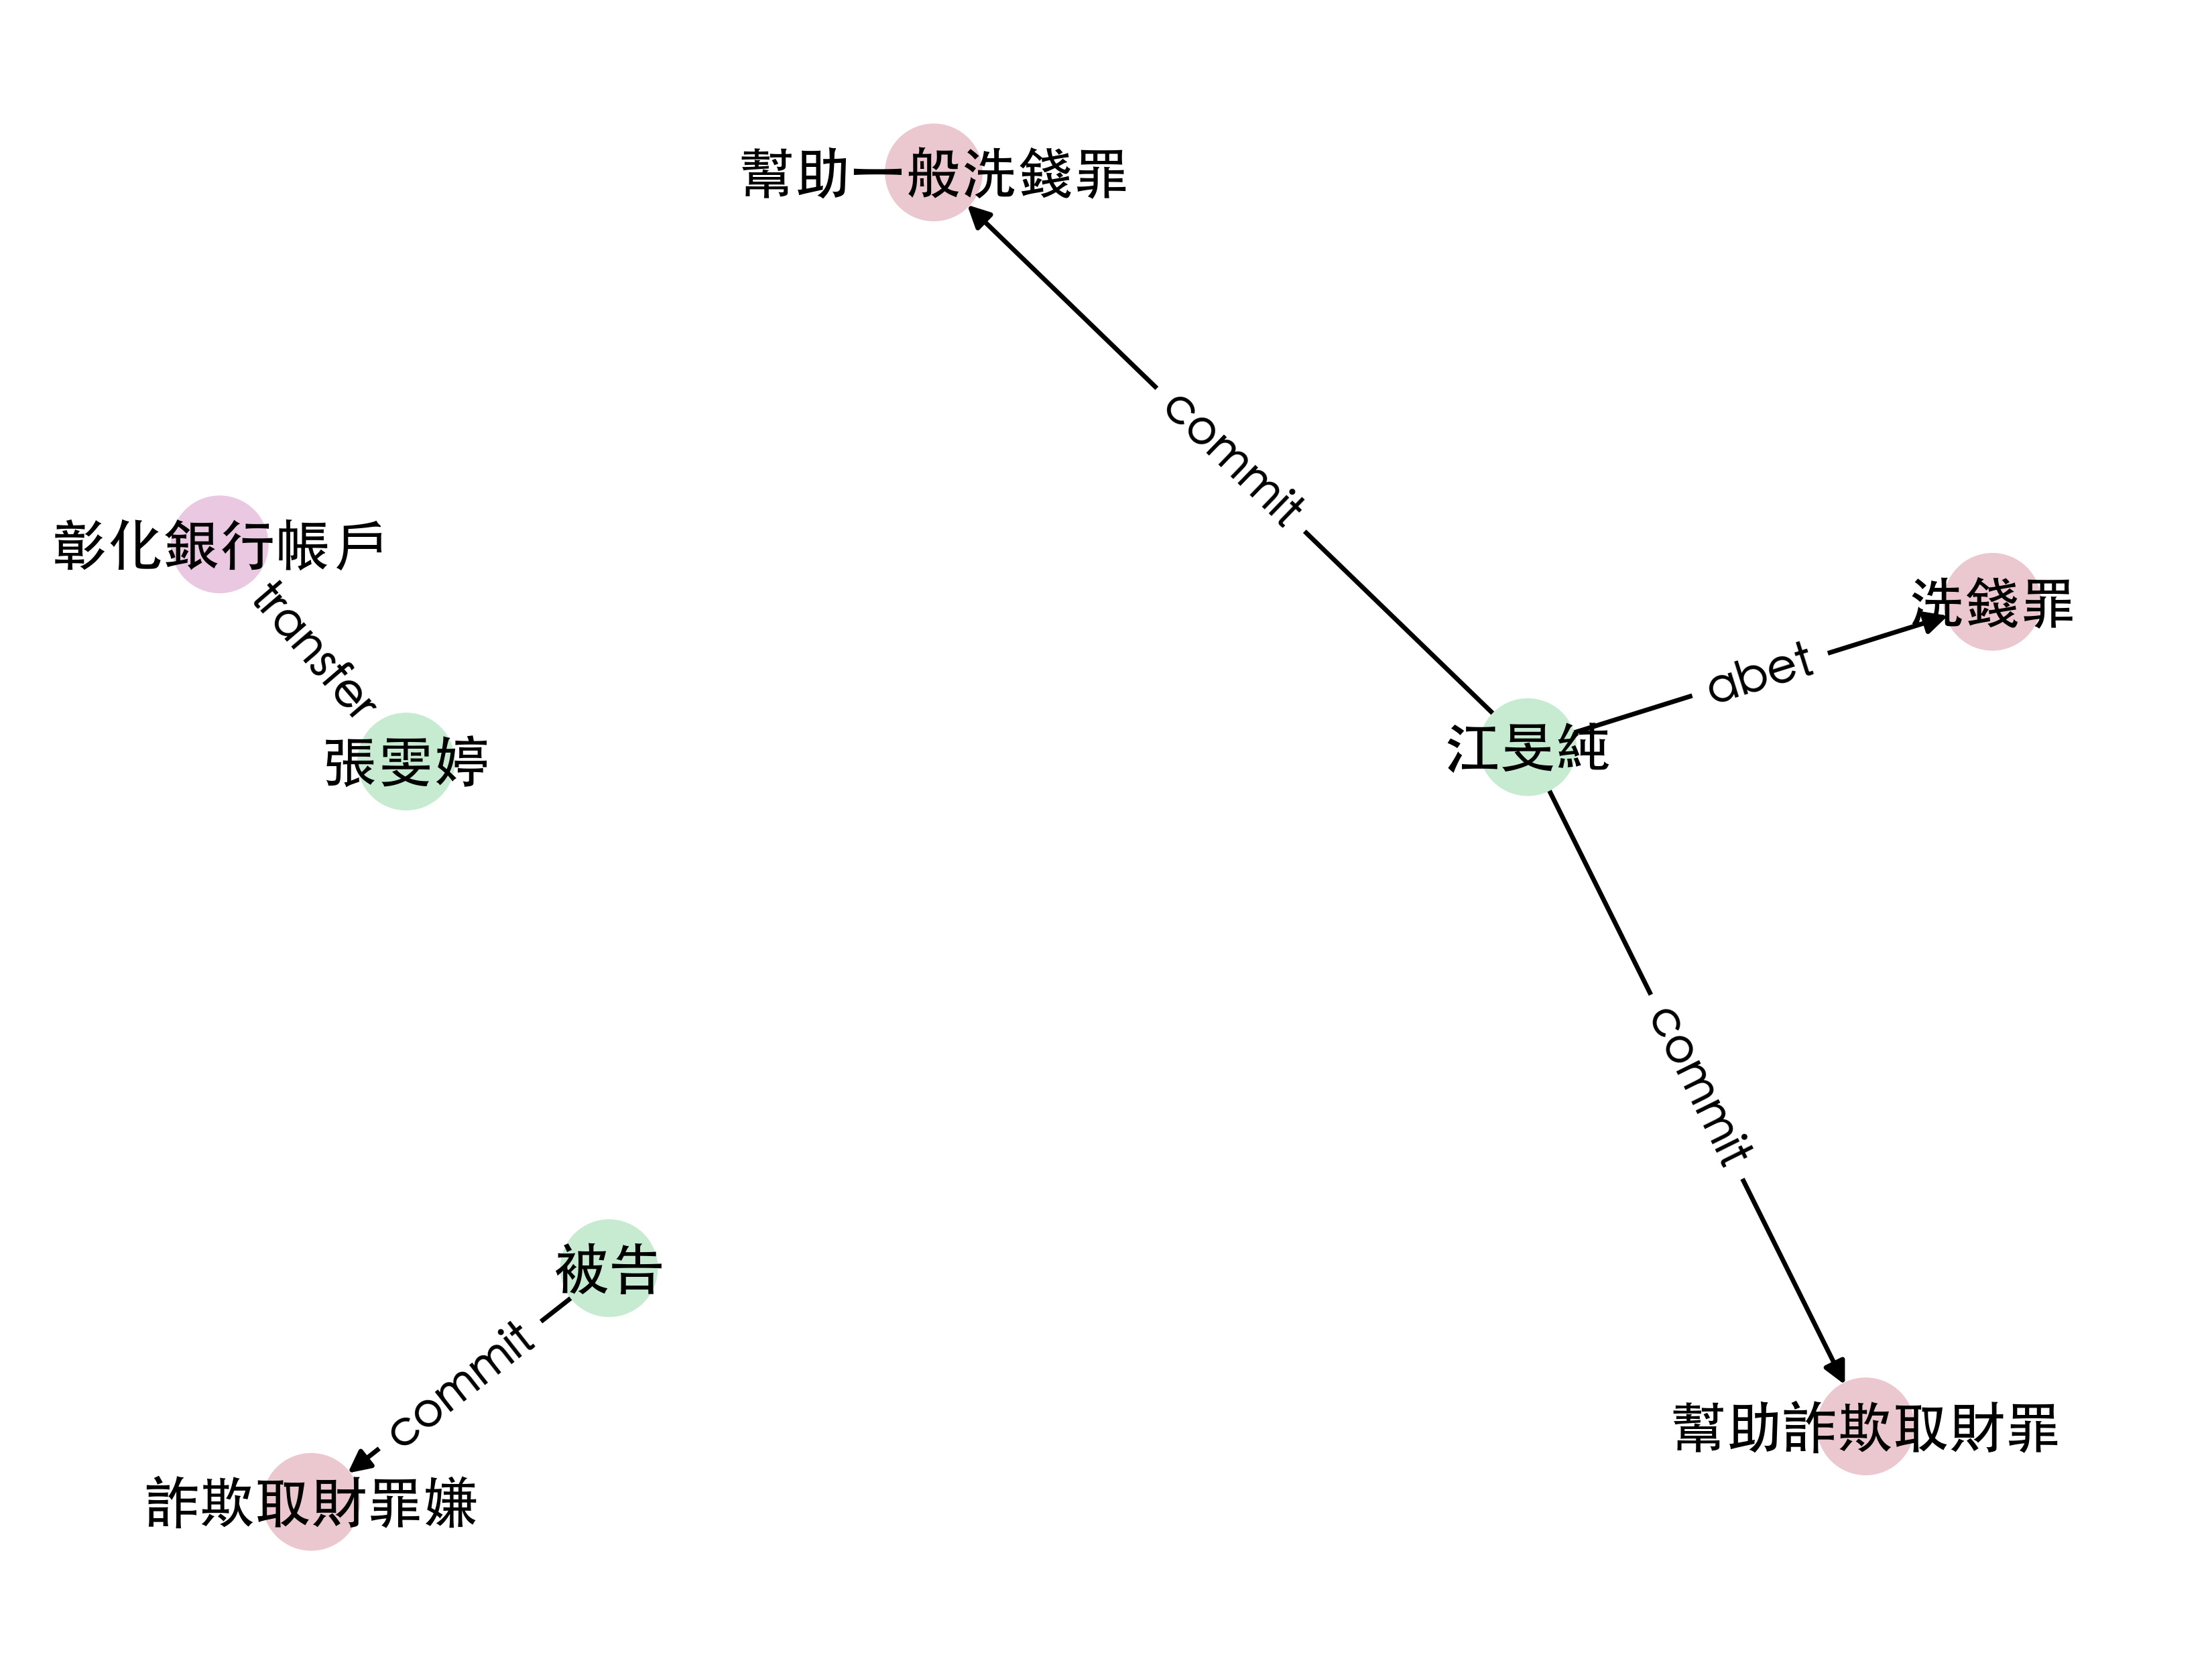 幫助一般洗錢罪
commit
彰化銀行帳戶
transfer
洗錢罪
abet
江旻純
張雯婷
commit
被告
commit
幫助詐欺取財罪
詐欺取財罪嫌